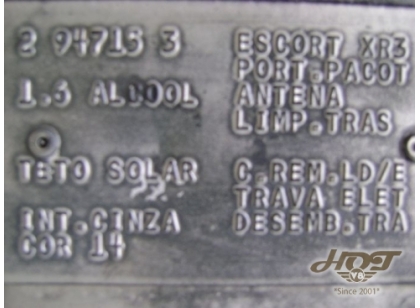 2 94715 3
1.6 ALCOOL
TETO SOLAR
INT.CINZA
COR 14
ESCORT XR3
PORT.PACOT
ANTENA
LIMP.TRAS
C.REM.LD/E
TRAVA ELET
DESEMB.TRA
HOT
V8
"Since 2001"